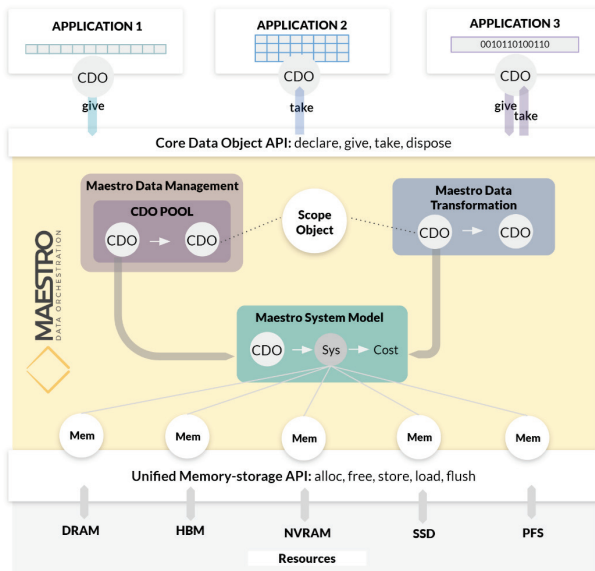 APPLICATION 1
APPLICATION 2
APPLICATION 3
0010110100110
CDO
CDO
CDO
give
take
give
take
Core Data Object API: declare, give, take, dispose
Maestro Data Management
CDO POOL
CDO
CDO
Scope
Object
Maestro Data
Transformation
CDO
CDO
MAESTRO
DATA ORCHESTRATION
Maestro System Model
CDO
Sys
Cost
Mem
Mem
Mem
Mem
Mem
Unified Memory-storage API: alloc, free, store, load, flush
DRAM
HBM
NVRAM
SSD
PFS
Resources